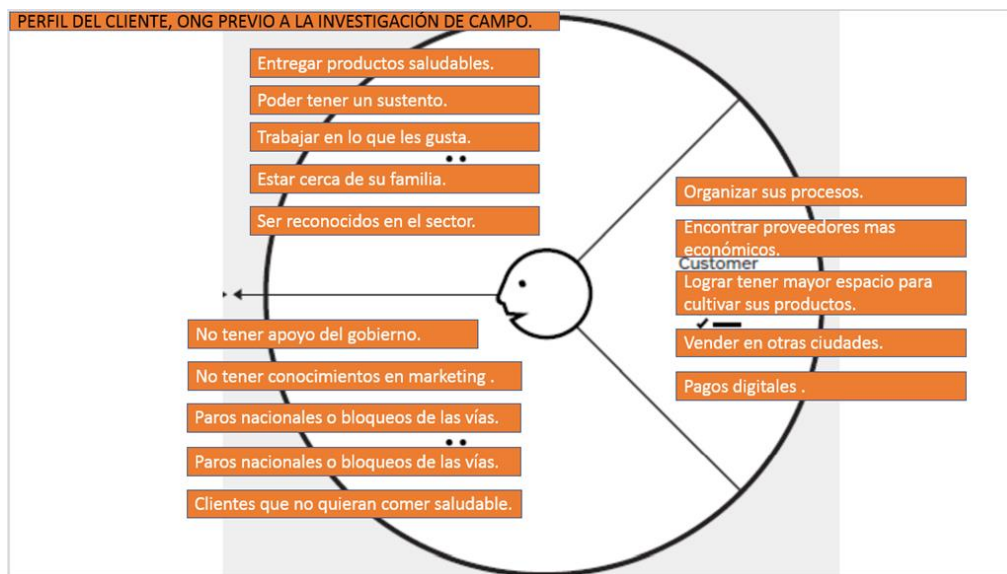 PERFIL DEL CLIENTE, ONG PREVIO A LA INVESTIGACIÓN DE CAMPO.
Entregar productos saludables.
Poder tener un sustento.
Trabajar en lo que les gusta.
Estar cerca de su familia.
Ser reconocidos en el sector.
Organizar sus procesos.
Encontrar proveedores mas
económicos.
Customer
Lograr tener mayor espacio para
cultivar sus productos.
Vender en otras ciudades.
Pagos digitales .
No tener apoyo del gobierno.
No tener conocimientos en marketing .
Paros nacionales o bloqueos de las vías.
Paros nacionales o bloqueos de las vías.
Clientes que no quieran comer saludable.